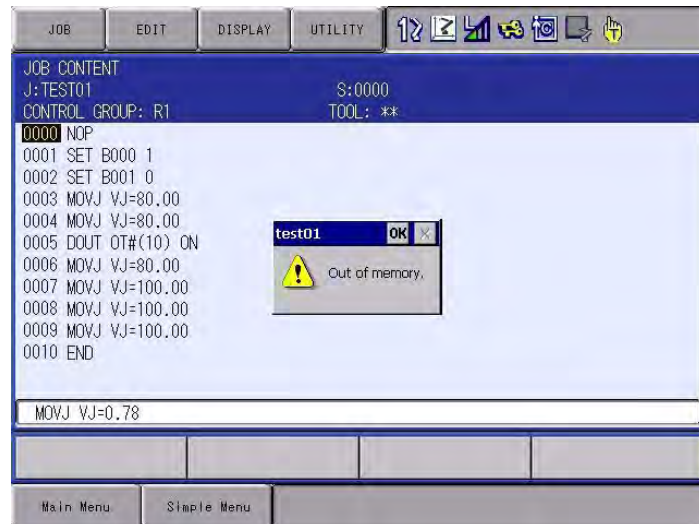 JOB EDIT DISPLAY UTILITY
JOB CONTENT
J:TEST01 S:0000
CONTROL GROUP: R1 TOOL: **
0000 NOP
0001 SET B000 1
0002 SET B001 0
0003 MOVJ VJ=80.00
0004 MOVJ VJ=80.00
0005 DOUT OT#(10) ON
0006 MOVJ VJ=80.00
0007 MOVJ VJ=100.00
0008 MOVJ VJ=100.00
0009 MOVJ VJ=100.00
0010 END
test01 OK
Out of memory.
MOVJ VJ=0.78
Main Menu Simple Menu